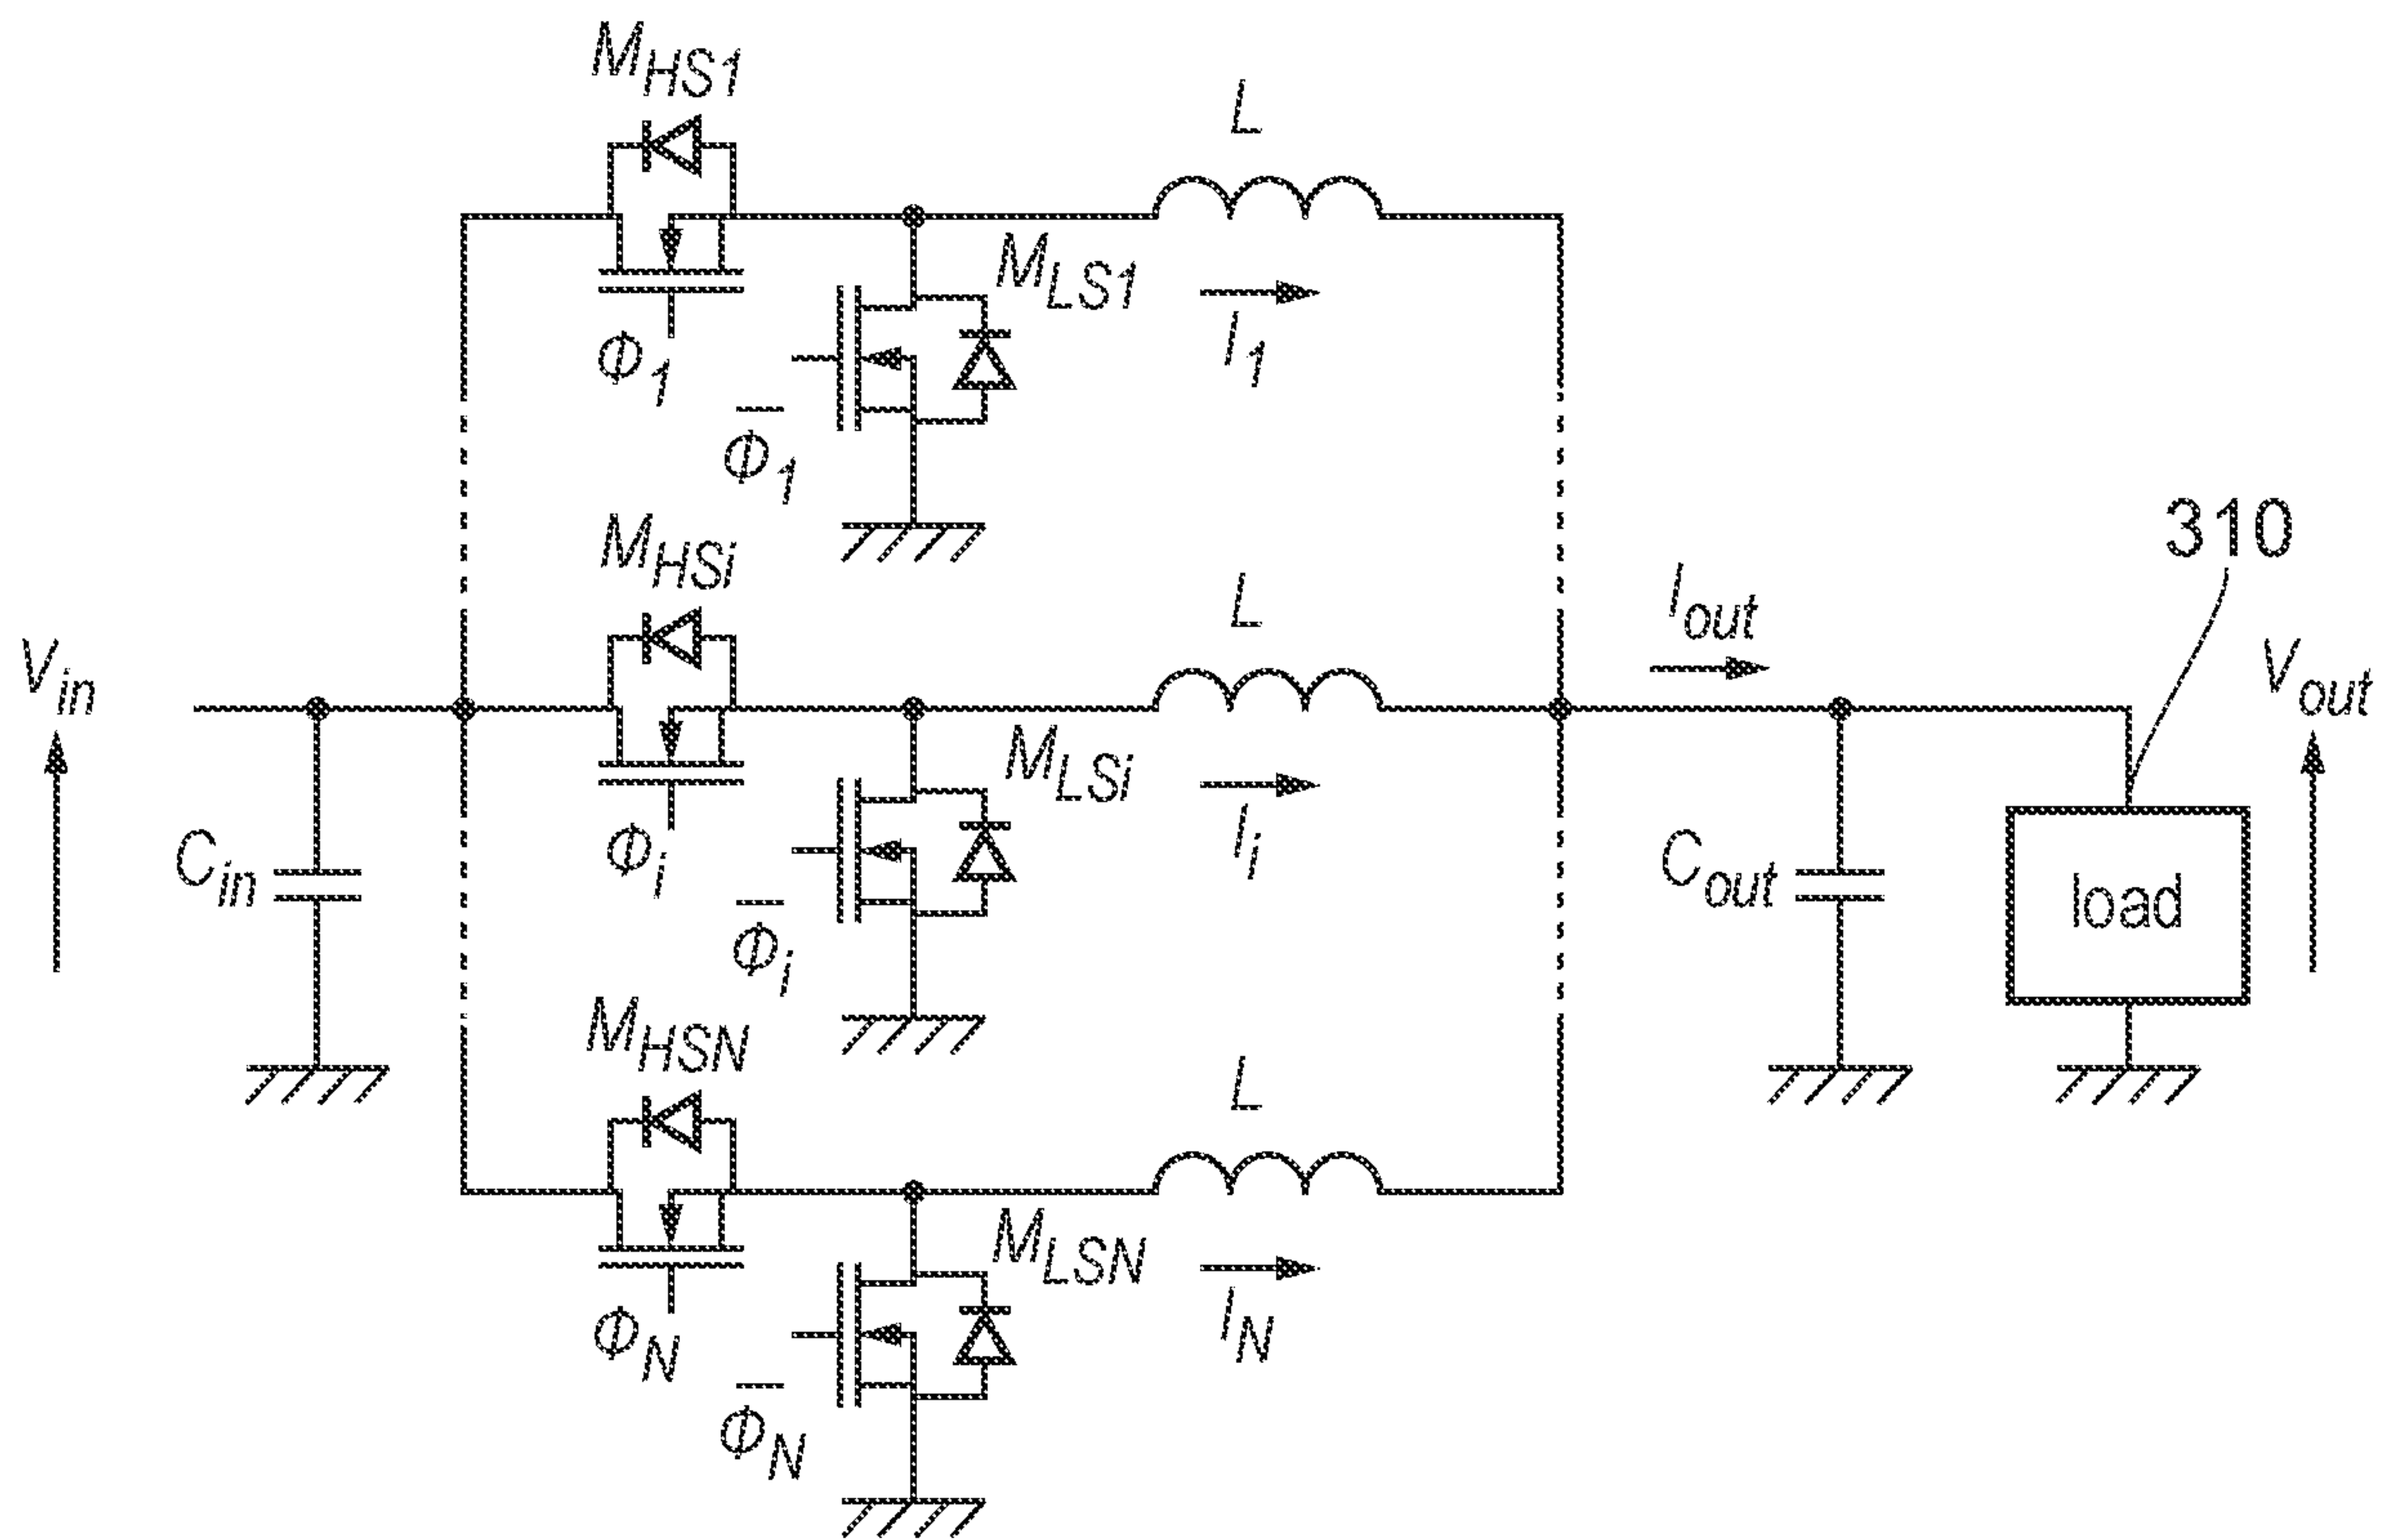 M_HS1
L
M_LS1
Φ_1
I_1
Φ̅_1
310
M_HSi
L
I_out
V_in
V_out
M_LSi
Φ_i
I_i
C_in
C_out
load
Φ̅_i
M_HSN
L
M_LSN
Φ_N
I_N
Φ̅_N